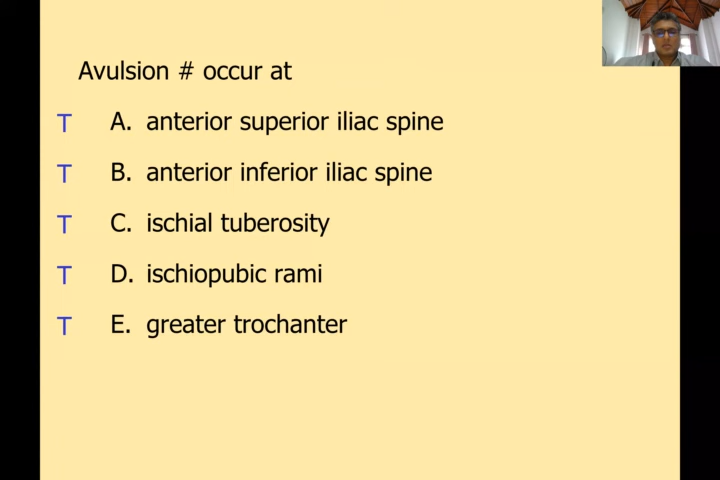 Avulsion # occur at
T A. anterior superior iliac spine
T B. anterior inferior iliac spine
T C. ischial tuberosity
T D. ischiopubic rami
T E. greater trochanter